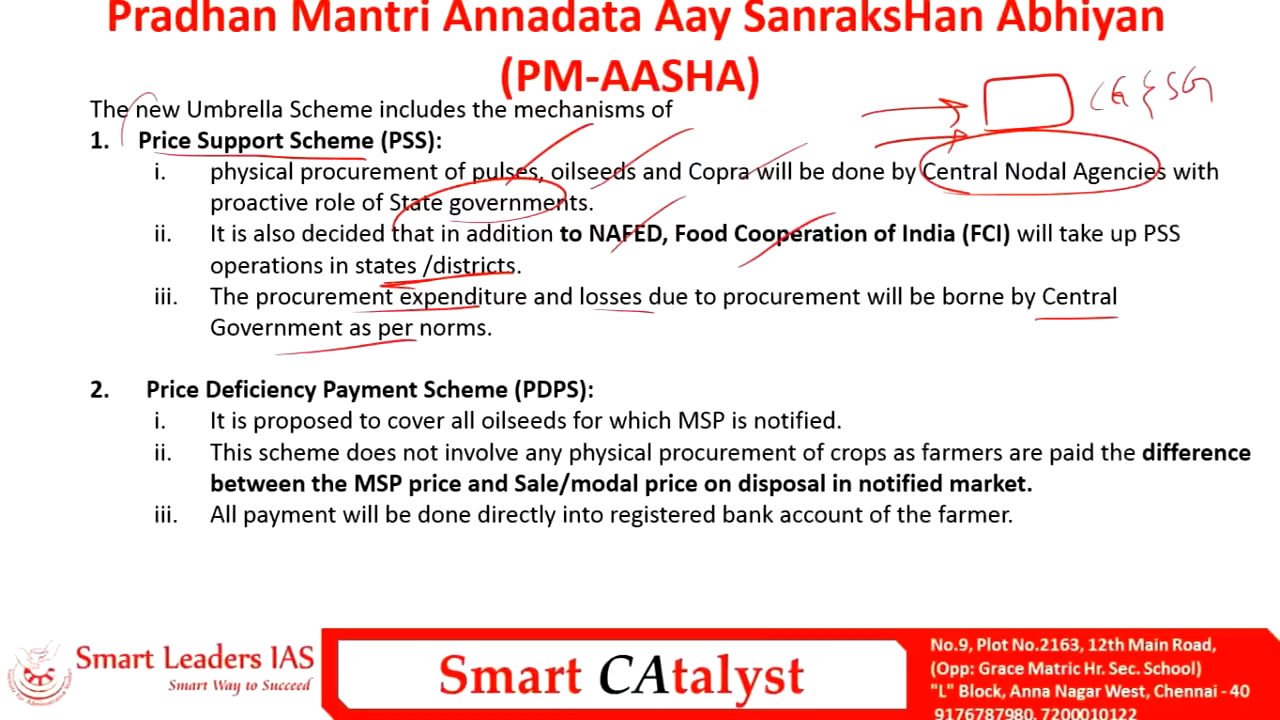 Pradhan Mantri Annadata Aay SanraksHan Abhiyan
(PM-AASHA)
The new Umbrella Scheme includes the mechanisms of
CG & SG
1. Price Support Scheme (PSS):
i. physical procurement of pulses, oilseeds and Copra will be done by Central Nodal Agencies with
proactive role of State governments.
ii. It is also decided that in addition to NAFED, Food Cooperation of India (FCI) will take up PSS
operations in states /districts.
iii. The procurement expenditure and losses due to procurement will be borne by Central
Government as per norms.
2. Price Deficiency Payment Scheme (PDPS):
i. It is proposed to cover all oilseeds for which MSP is notified.
ii. This scheme does not involve any physical procurement of crops as farmers are paid the difference
between the MSP price and Sale/modal price on disposal in notified market.
iii. All payment will be done directly into registered bank account of the farmer.
Smart Leaders IAS
Smart Way to Succeed
Smart CAtalyst
No.9, Plot No.2163, 12th Main Road,
(Opp: Grace Matric Hr. Sec. School)
"L" Block, Anna Nagar West, Chennai - 40
9176787980, 7200010122